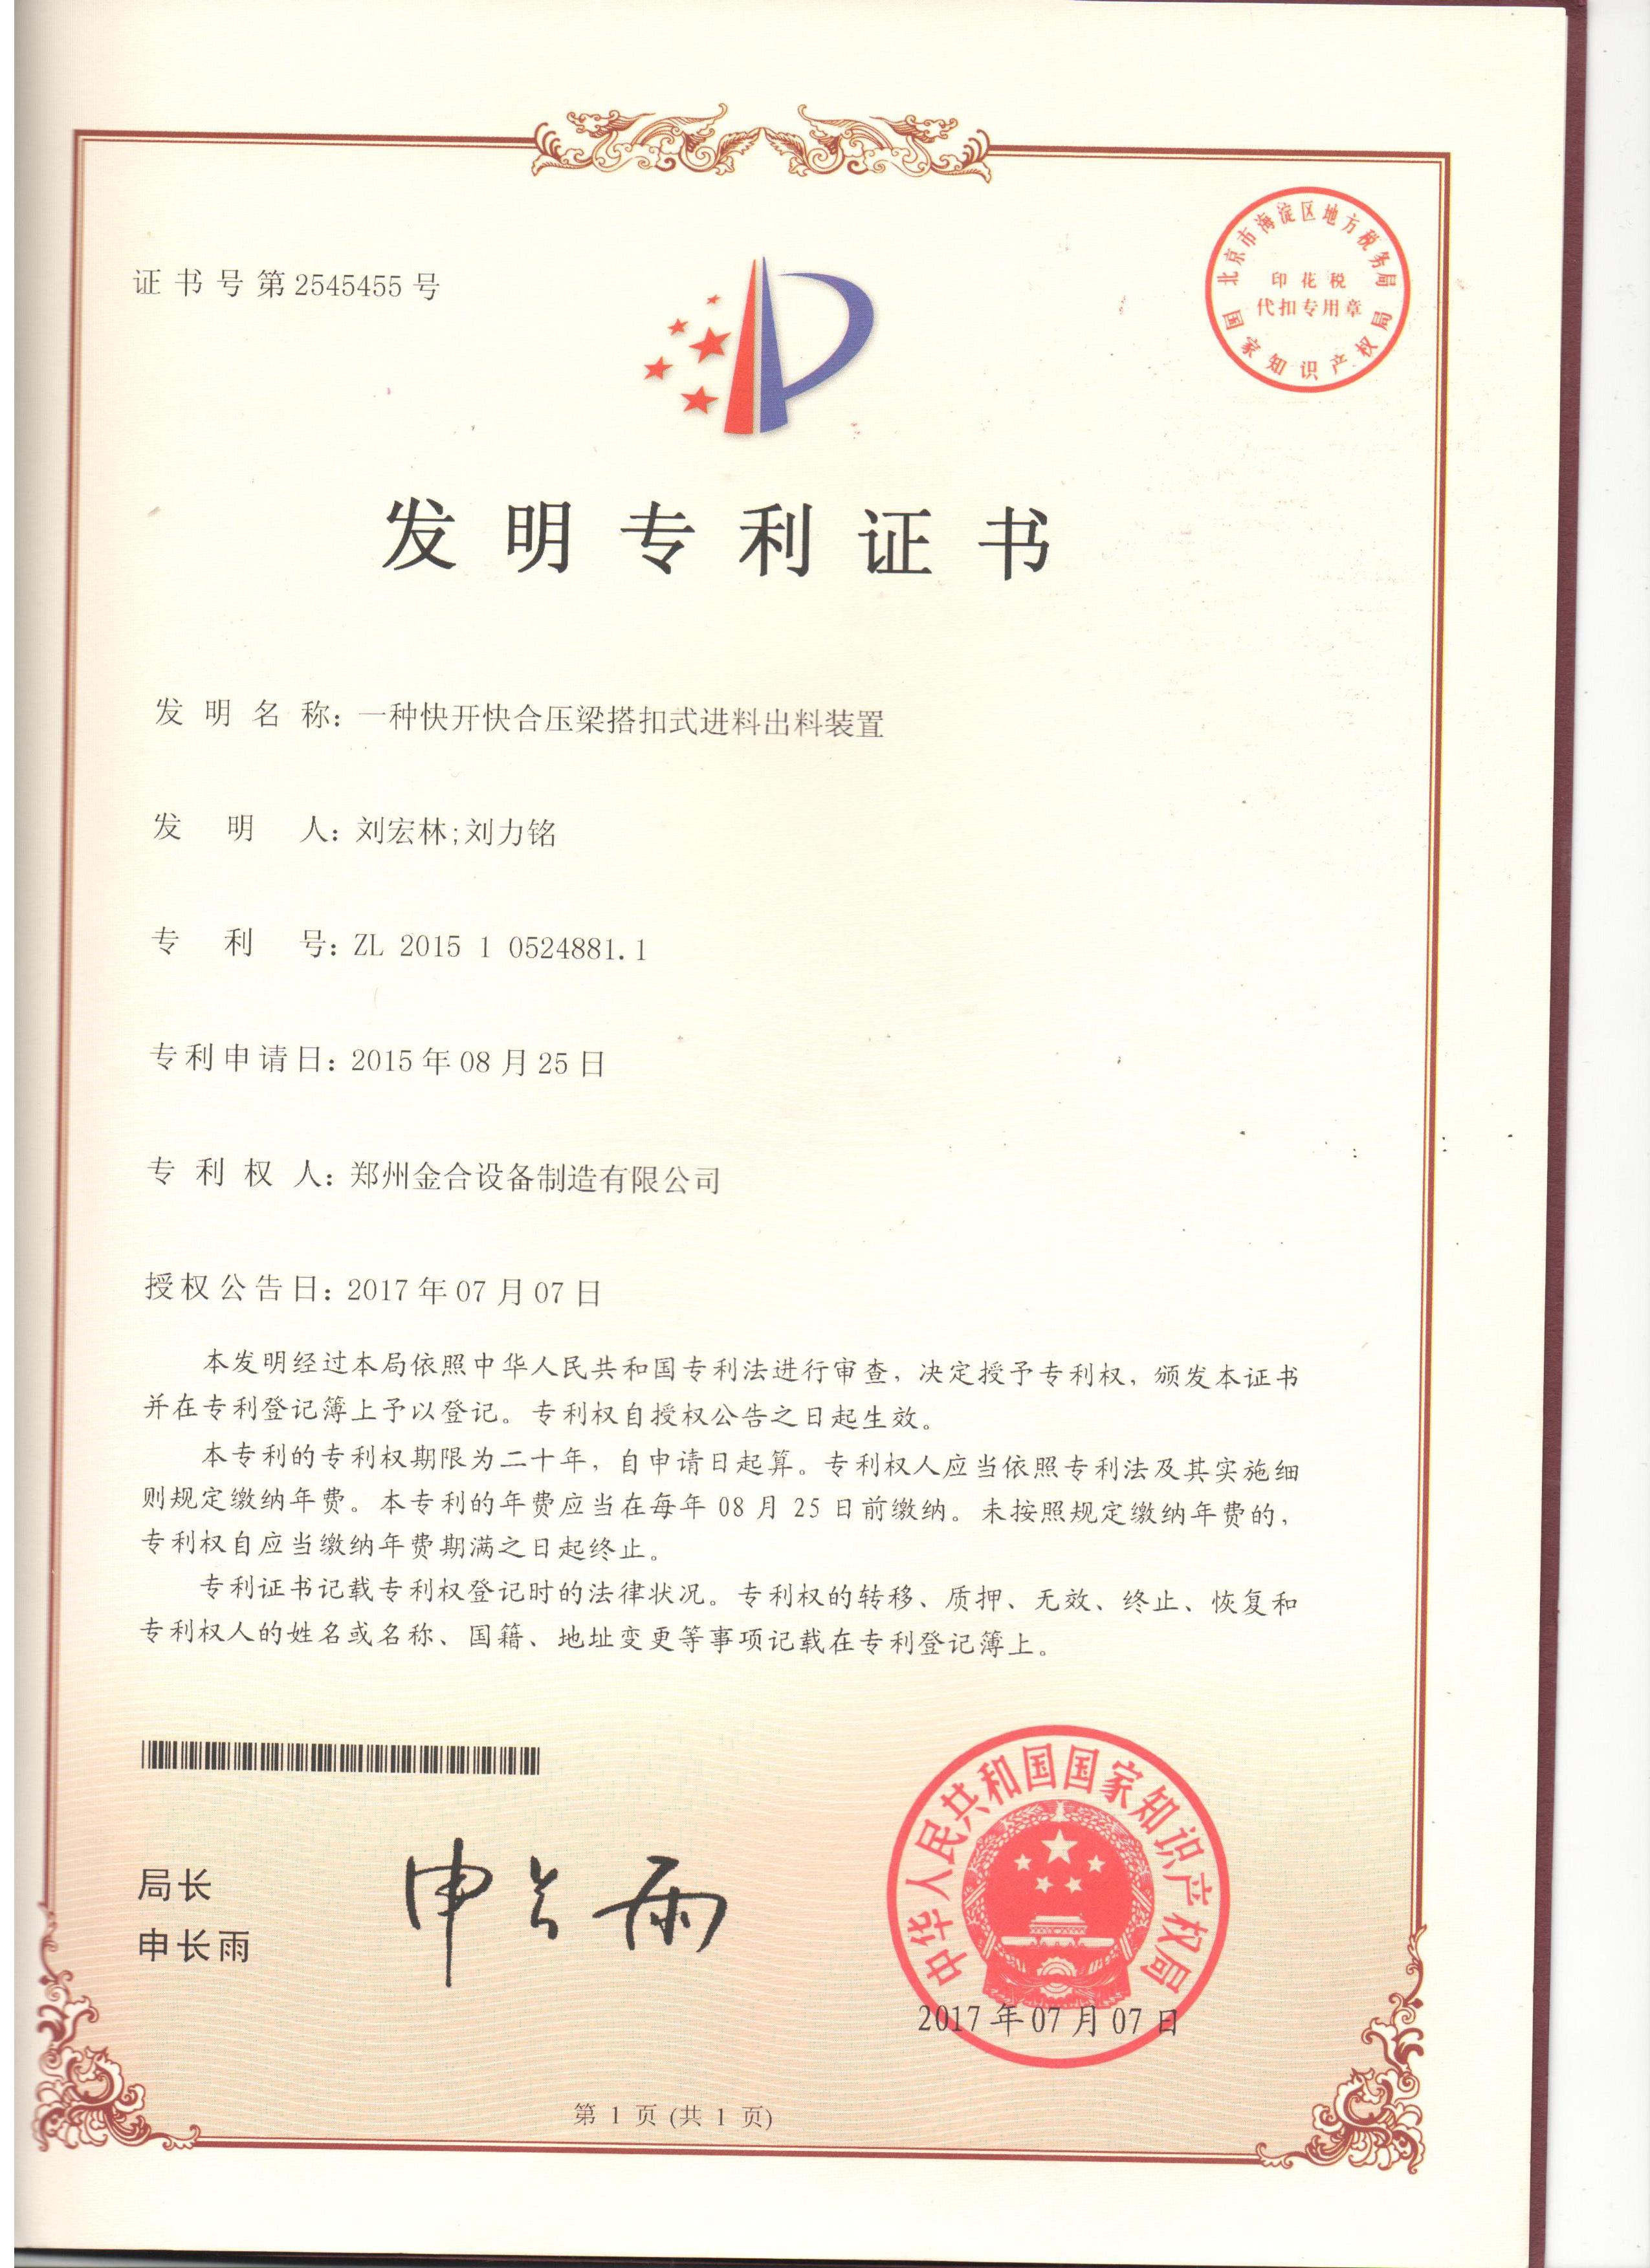 证书号第2545455号
北京市海淀区地方税务局
印花税
代扣专用章
国家知识产权局
发明专利证书
发明名称：一种快开快合压梁搭扣式进料出料装置
发明人：刘宏林;刘力铭
专利号：ZL 2015 1 0524881.1
专利申请日：2015年08月25日
专利权人：郑州金合设备制造有限公司
授权公告日：2017年07月07日
本发明经过本局依照中华人民共和国专利法进行审查，决定授予专利权，颁发本证书
并在专利登记簿上予以登记。专利权自授权公告之日起生效。
本专利的专利权期限为二十年，自申请日起算。专利权人应当依照专利法及其实施细
则规定缴纳年费。本专利的年费应当在每年08月25日前缴纳。未按照规定缴纳年费的，
专利权自应当缴纳年费期满之日起终止。
专利证书记载专利权登记时的法律状况。专利权的转移、质押、无效、终止、恢复和
专利权人的姓名或名称、国籍、地址变更等事项记载在专利登记簿上。
局长
申长雨
申长雨
中华人民共和国国家知识产权局
2017年07月07日
第 1 页 (共 1 页)